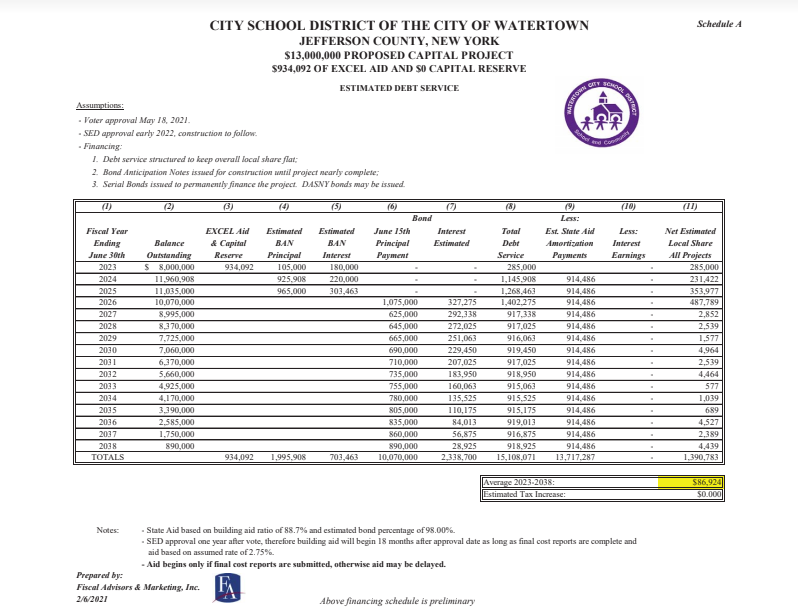 CITY SCHOOL DISTRICT OF THE CITY OF WATERTOWN
Schedule A
JEFFERSON COUNTY, NEW YORK
$13,000,000 PROPOSED CAPITAL PROJECT
$934,092 OF EXCEL AID AND $0 CAPITAL RESERVE
ESTIMATED DEBT SERVICE
WATERTOWN CITY SCHOOL DISTRICT
School and Community
Assumptions:
- Voter approval May 18, 2021.
- SED approval early 2022, construction to follow.
- Financing:
1. Debt service structured to keep overall local share flat;
2. Bond Anticipation Notes issued for construction until project nearly complete;
3. Serial Bonds issued to permanently finance the project. DASNY bonds may be issued.
(1) (2) (3) (4) (5) (6) (7) (8) (9) (10) (11)
Bond Less:
Fiscal Year EXCEL Aid Estimated Estimated June 15th Interest Total Est. State Aid Less: Net Estimated
Ending Balance & Capital BAN BAN Principal Estimated Debt Amortization Interest Local Share
June 30th Outstanding Reserve Principal Interest Payment Service Payments Earnings All Projects
2023 $ 8,000,000 934,092 105,000 180,000 - - 285,000 - 285,000
2024 11,960,908 925,908 220,000 - - 1,145,908 914,486 - 231,422
2025 11,035,000 965,000 303,463 - - 1,268,463 914,486 - 353,977
2026 10,070,000 1,075,000 327,275 1,402,275 914,486 - 487,789
2027 8,995,000 625,000 292,338 917,338 914,486 - 2,852
2028 8,370,000 645,000 272,025 917,025 914,486 - 2,539
2029 7,725,000 665,000 251,063 916,063 914,486 - 1,577
2030 7,060,000 690,000 229,450 919,450 914,486 - 4,964
2031 6,370,000 710,000 207,025 917,025 914,486 - 2,539
2032 5,660,000 735,000 183,950 918,950 914,486 - 4,464
2033 4,925,000 755,000 160,063 915,063 914,486 - 577
2034 4,170,000 780,000 135,525 915,525 914,486 - 1,039
2035 3,390,000 805,000 110,175 915,175 914,486 - 689
2036 2,585,000 835,000 84,013 919,013 914,486 - 4,527
2037 1,750,000 860,000 56,875 916,875 914,486 - 2,389
2038 890,000 890,000 28,925 918,925 914,486 - 4,439
TOTALS 934,092 1,995,908 703,463 10,070,000 2,338,700 15,108,071 13,717,287 - 1,390,783
Average 2023-2038: $86,924
Estimated Tax Increase: $0.000
Notes: - State Aid based on building aid ratio of 88.7% and estimated bond percentage of 98.00%.
- SED approval one year after vote, therefore building aid will begin 18 months after approval date as long as final cost reports are complete and
aid based on assumed rate of 2.75%.
- Aid begins only if final cost reports are submitted, otherwise aid may be delayed.
Prepared by:
Fiscal Advisors & Marketing, Inc.
2/6/2021
FA
Above financing schedule is preliminary